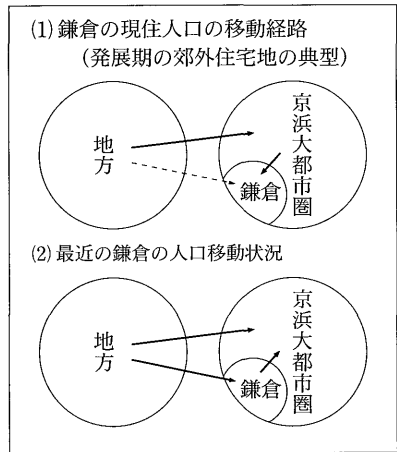 (1)鎌倉の現住人口の移動経路
(発展期の郊外住宅地の典型)
地方
京浜大都市圏
鎌倉
(2)最近の鎌倉の人口移動状況
地方
京浜大都市圏
鎌倉